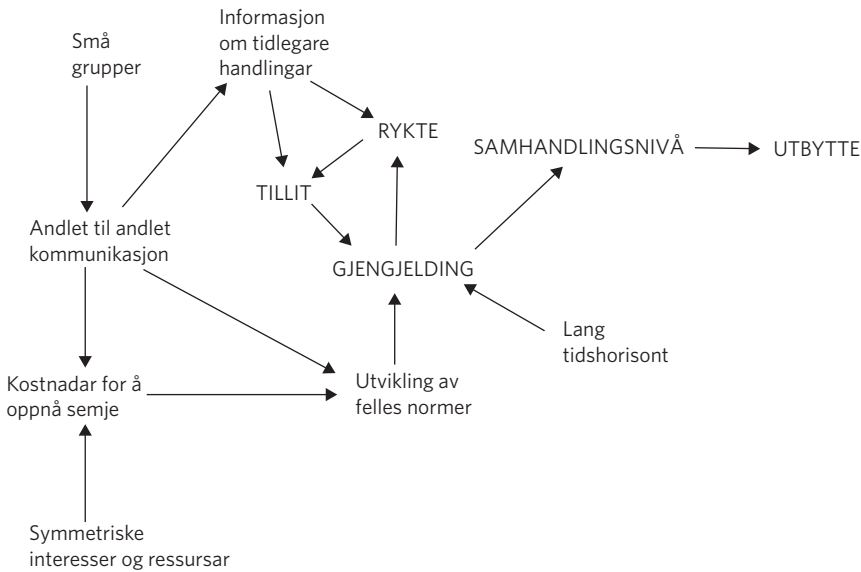 Små
grupper
Informasjon
om tidlegare
handlingar
RYKTE
SAMHANDLINGSNIVÅ
UTBYTTE
TILLIT
Andlet til andlet
kommunikasjon
GJENGJELDING
Lang
tidshorisont
Kostnadar for å
oppnå semje
Utvikling av
felles normer
Symmetriske
interesser og ressursar